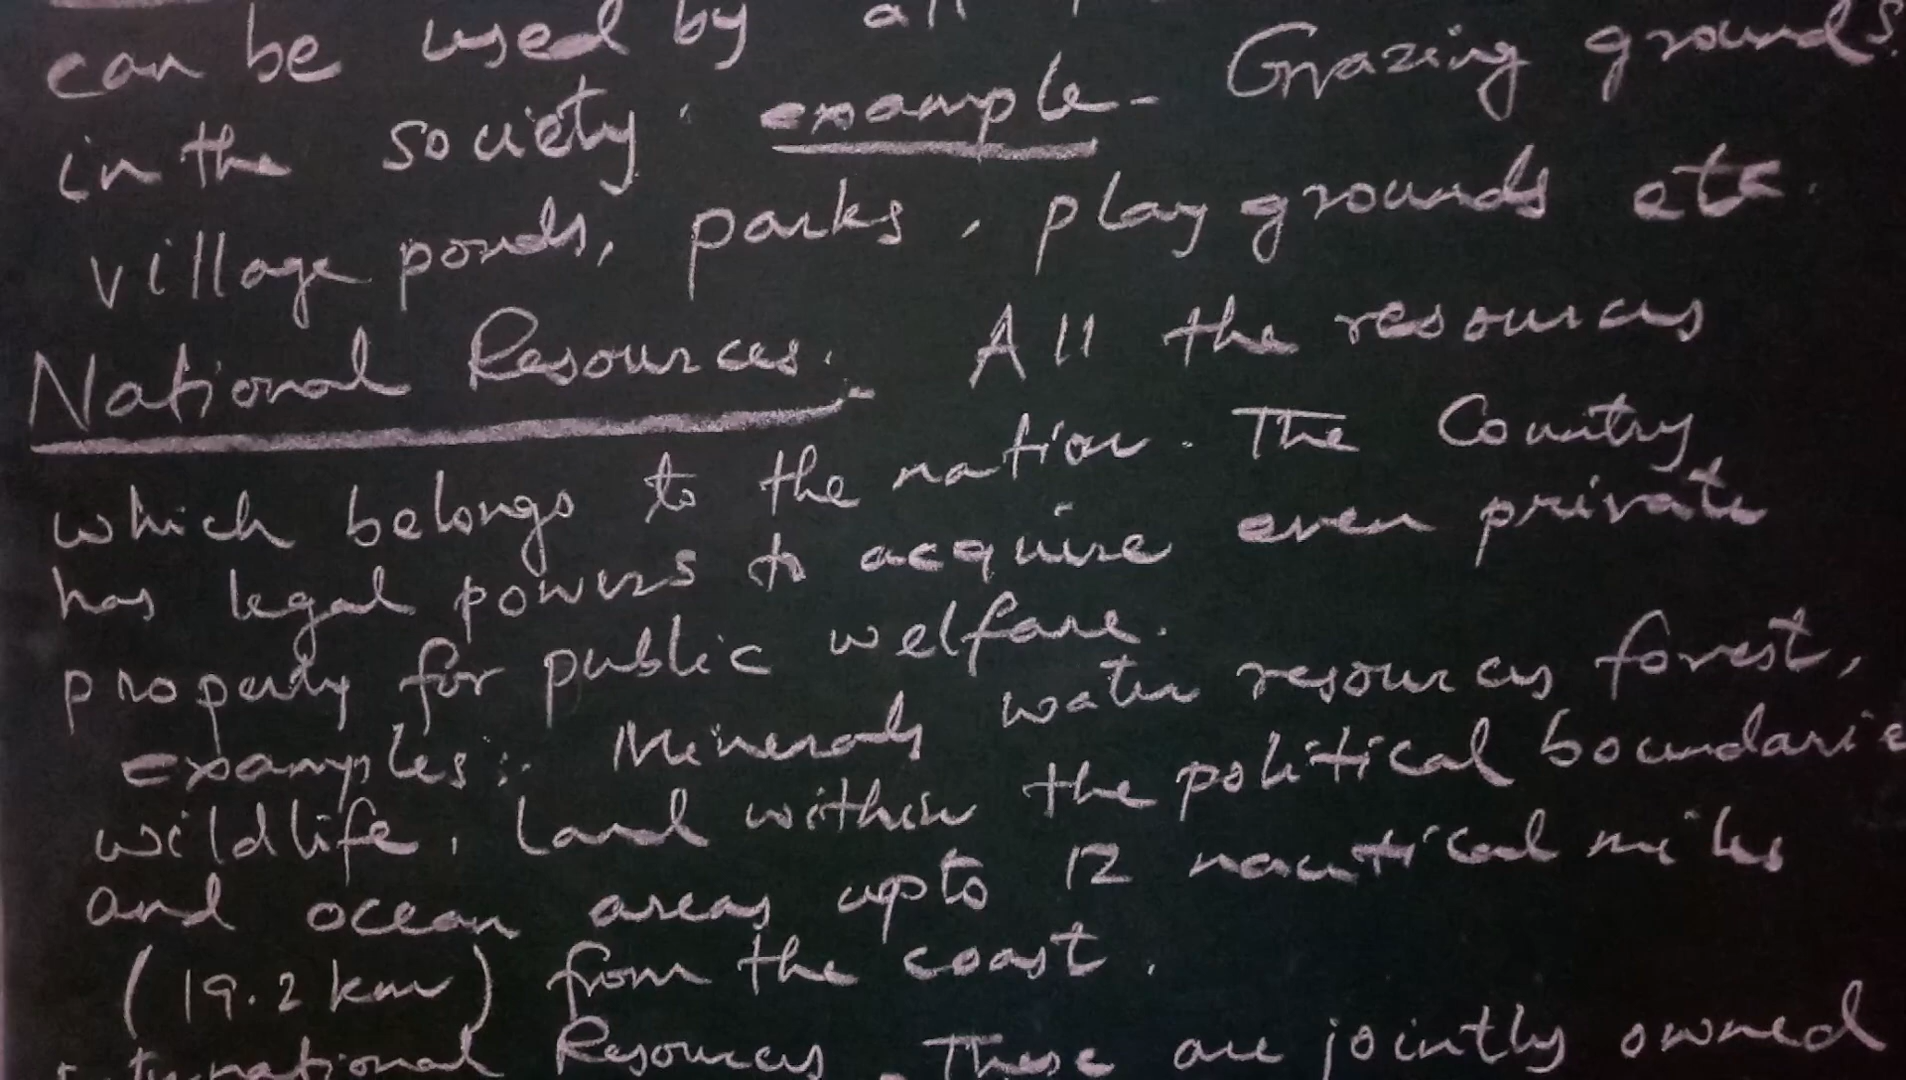 can be used by all
in the society. example - Grazing grounds.
village ponds, parks, play grounds etc.
National Resources:- All the resources
which belongs to the nation. The Country
has legal powers to acquire even private
property for public welfare.
examples:- Minerals water resources forest,
wildlife, land within the political boundarie
and ocean areas upto 12 nautical miles
(19.2 km) from the coast.
International Resources. These are jointly owned